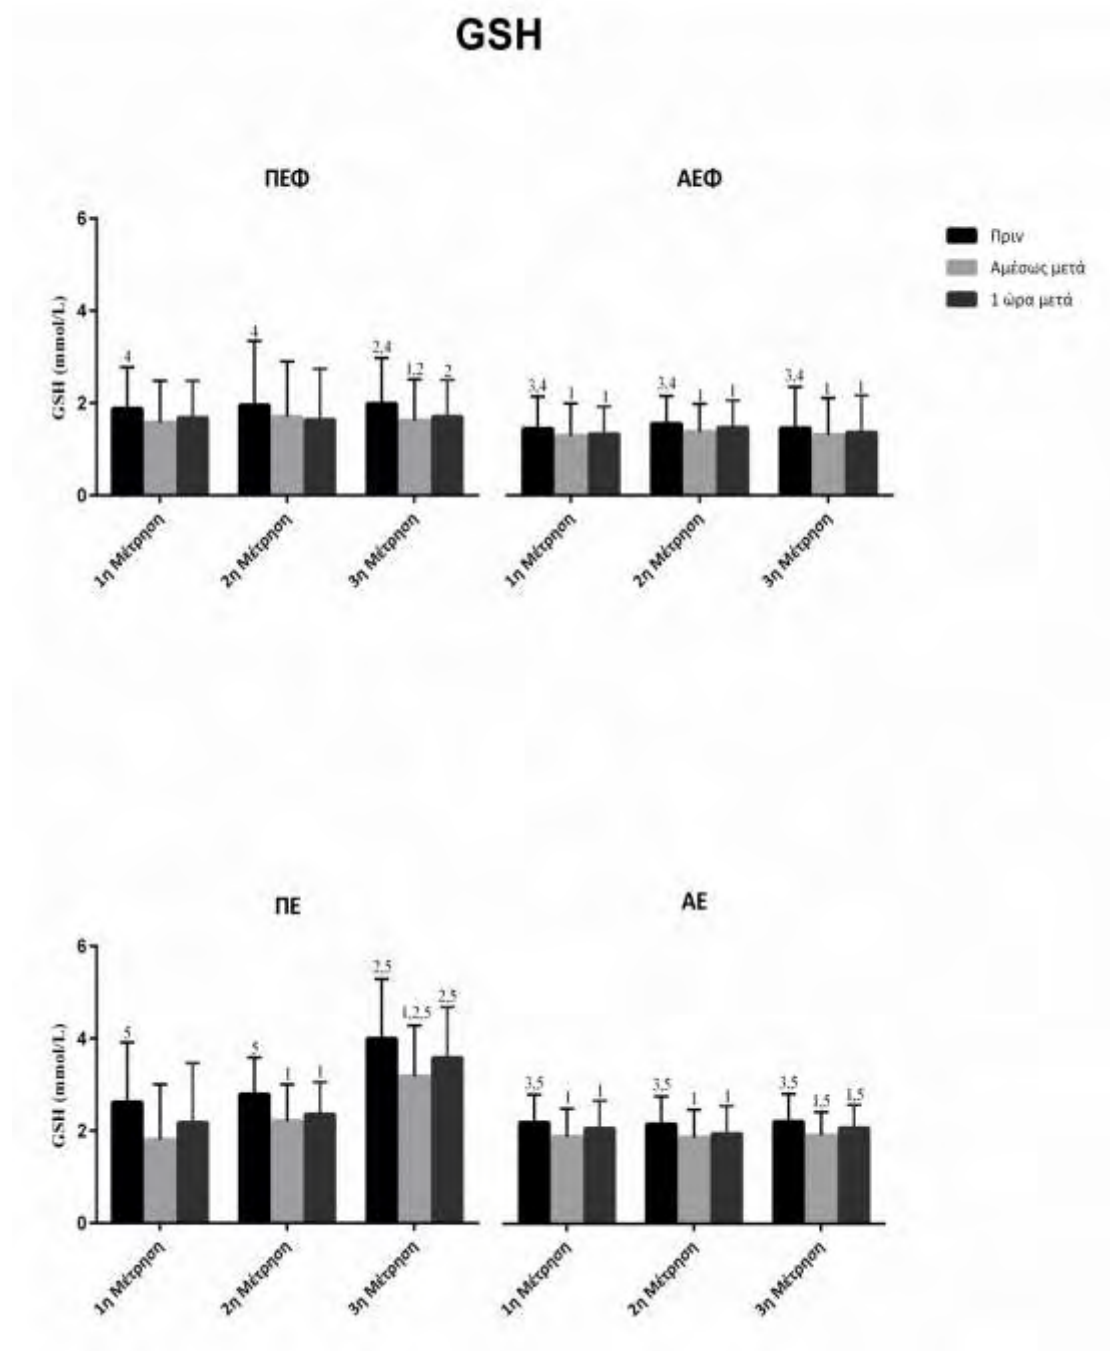 GSH
ΠΕΦ
ΑΕΦ
Πριν
Αμέσως μετά
1 ώρα μετά
GSH (mmol/L)
6
4
2
0
4
4
2,4
1,2
2
3,4
1
1
3,4
1
1
3,4
1
1
1η Μέτρηση
2η Μέτρηση
3η Μέτρηση
1η Μέτρηση
2η Μέτρηση
3η Μέτρηση
ΠΕ
ΑΕ
GSH (mmol/L)
6
4
2
0
5
5
1
1
2,5
1,2,5
2,5
3,5
1
1
3,5
1
1
3,5
1,5
1,5
1η Μέτρηση
2η Μέτρηση
3η Μέτρηση
1η Μέτρηση
2η Μέτρηση
3η Μέτρηση